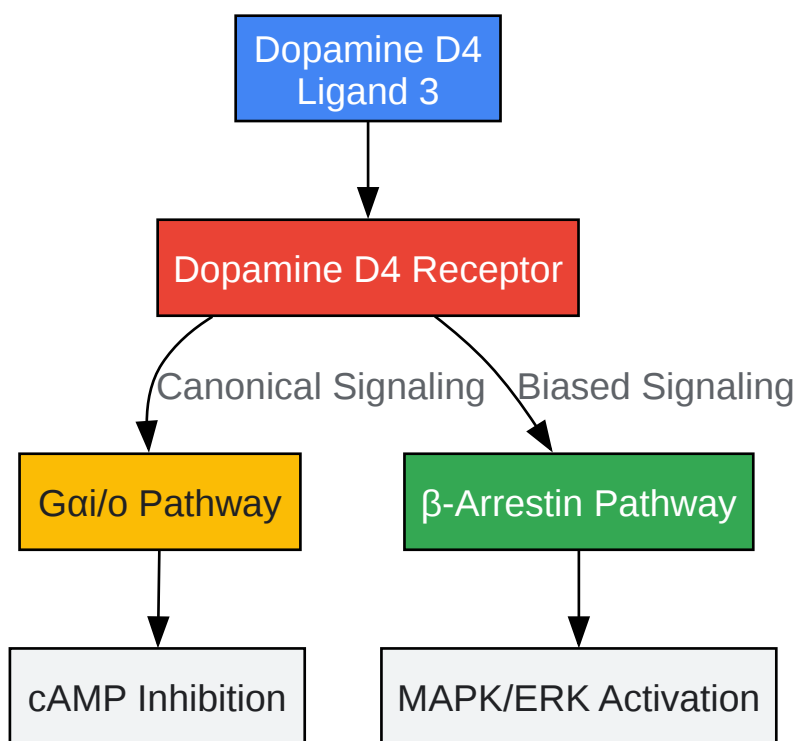 Dopamine D4
Ligand 3
Dopamine D4 Receptor
Canonical Signaling
Biased Signaling
Gαi/o Pathway
β-Arrestin Pathway
cAMP Inhibition
MAPK/ERK Activation